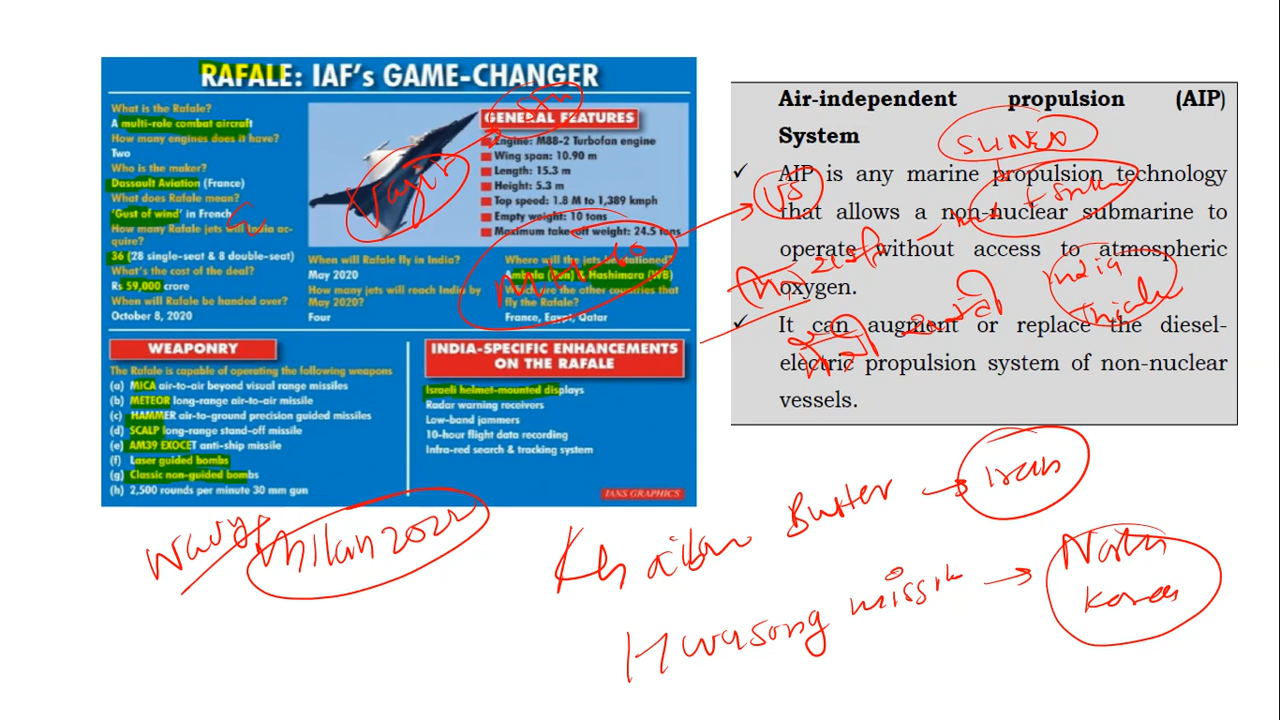 RAFALE: IAF's GAME-CHANGER
What is the Rafale?
A multi-role combat aircraft
How many engines does it have?
Two
Who is the maker?
Dassault Aviation (France)
What does Rafale mean?
'Gust of wind' in French
How many Rafale jets will India ac-
quire?
36 (28 single-seat & 8 double-seat)
What's the cost of the deal?
Rs 59,000 crore
When will Rafale be handed over?
October 8, 2020
GENERAL FEATURES
Engine: M88-2 Turbofan engine
Wing span: 10.90 m
Length: 15.3 m
Height: 5.3 m
Top speed: 1.8 M to 1,389 kmph
Empty weight: 10 tons
Maximum take-off weight: 24.5 tons
When will Rafale fly in India?
May 2020
How many jets will reach India by
May 2020?
Four
Where will the jets be stationed?
Ambala (Pun) & Hashimara (WB)
Which are the other countries that
fly the Rafale?
France, Egypt, Qatar
WEAPONRY
The Rafale is capable of operating the following weapons
(a) MICA air-to-air beyond visual range missiles
(b) METEOR long-range air-to-air missile
(c) HAMMER air-to-ground precision guided missiles
(d) SCALP long-range stand-off missile
(e) AM39 EXOCET anti-ship missile
(f) Laser guided bombs
(g) Classic non-guided bombs
(h) 2,500 rounds per minute 30 mm gun
INDIA-SPECIFIC ENHANCEMENTS
ON THE RAFALE
Israeli helmet-mounted displays
Radar warning receivers
Low-band jammers
10-hour flight data recording
Infra-red search & tracking system
IANS GRAPHICS
Air-independent propulsion (AIP)
System
✓ AIP is any marine propulsion technology
that allows a non-nuclear submarine to
operate without access to atmospheric
oxygen.
✓ It can augment or replace the diesel-
electric propulsion system of non-nuclear
vessels.
5th
Vagir
MH-60
US
India
Navy
Milan 2022
Khaibar Buster → Iran
Hwasong missile → North
Korea